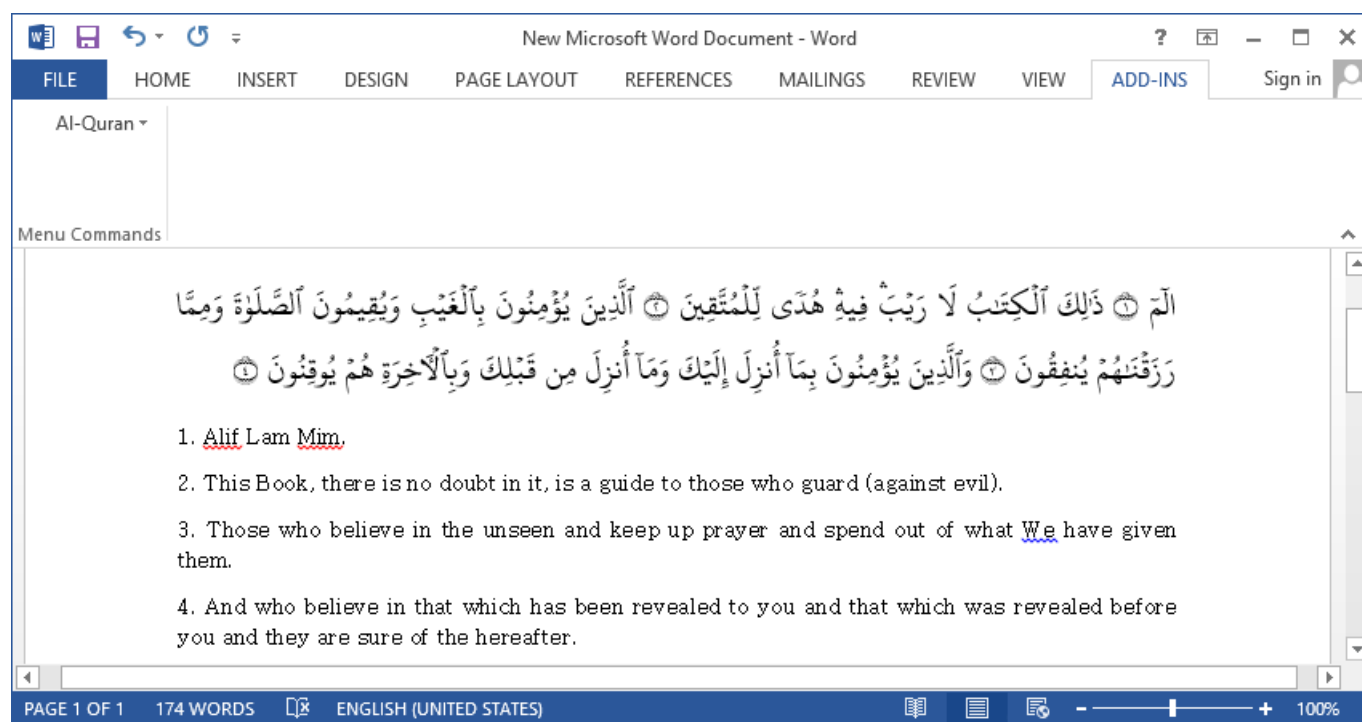 New Microsoft Word Document - Word
?
FILE HOME INSERT DESIGN PAGE LAYOUT REFERENCES MAILINGS REVIEW VIEW ADD-INS Sign in
Al-Quran
Menu Commands
الٓمٓ ١ ذَٰلِكَ ٱلْكِتَـٰبُ لَا رَيْبَ ۛ فِيهِ ۛ هُدًى لِّلْمُتَّقِينَ ٢ ٱلَّذِينَ يُؤْمِنُونَ بِٱلْغَيْبِ وَيُقِيمُونَ ٱلصَّلَوٰةَ وَمِمَّا
رَزَقْنَـٰهُمْ يُنفِقُونَ ٣ وَٱلَّذِينَ يُؤْمِنُونَ بِمَآ أُنزِلَ إِلَيْكَ وَمَآ أُنزِلَ مِن قَبْلِكَ وَبِٱلْـَٔاخِرَةِ هُمْ يُوقِنُونَ ٤
1. Alif Lam Mim.
2. This Book, there is no doubt in it, is a guide to those who guard (against evil).
3. Those who believe in the unseen and keep up prayer and spend out of what We have given
them.
4. And who believe in that which has been revealed to you and that which was revealed before
you and they are sure of the hereafter.
PAGE 1 OF 1 174 WORDS ENGLISH (UNITED STATES) - + 100%